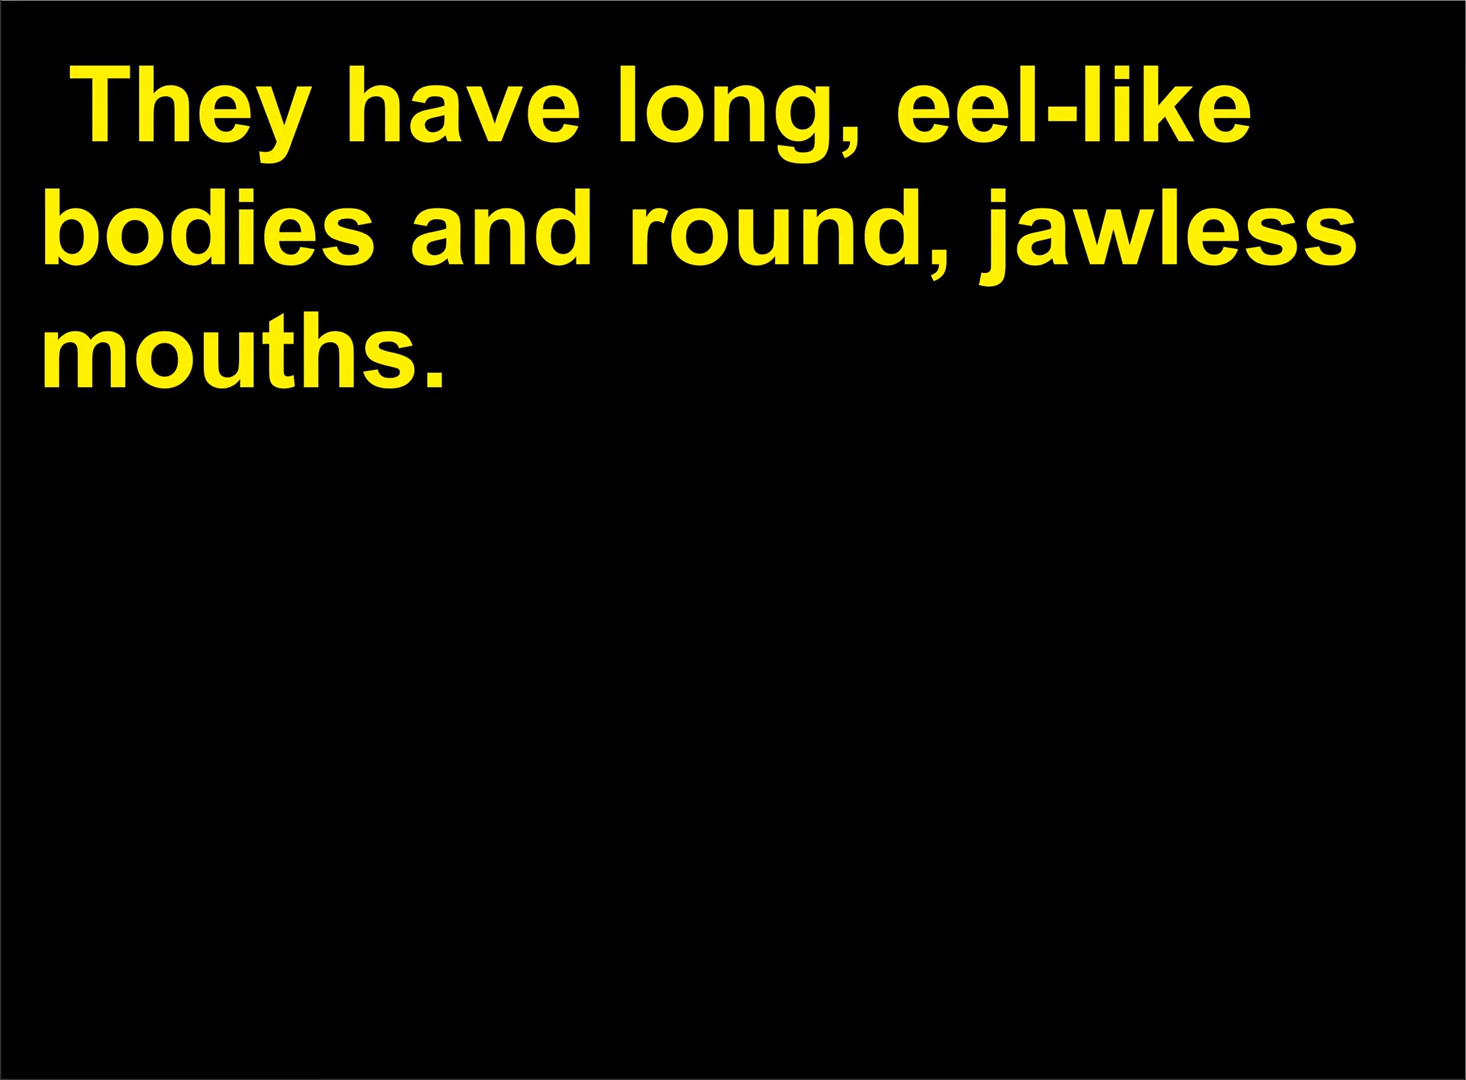 They have long, eel-like
bodies and round, jawless
mouths.